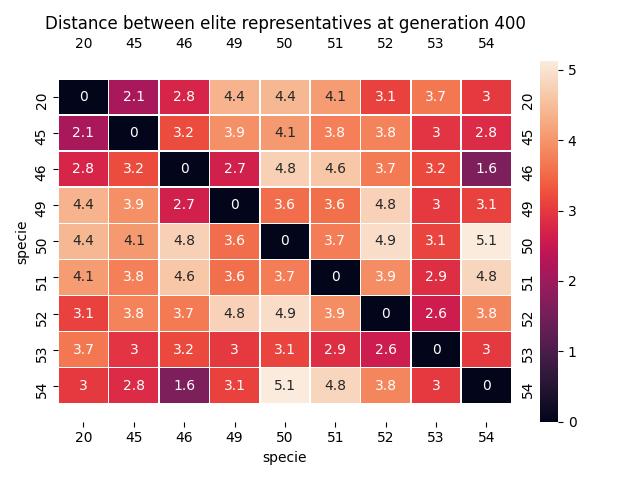 Distance between elite representatives at generation 400
20 45 46 49 50 51 52 53 54
20 0 2.1 2.8 4.4 4.4 4.1 3.1 3.7 3 20
45 2.1 0 3.2 3.9 4.1 3.8 3.8 3 2.8 45
46 2.8 3.2 0 2.7 4.8 4.6 3.7 3.2 1.6 46
49 4.4 3.9 2.7 0 3.6 3.6 4.8 3 3.1 49
50 4.4 4.1 4.8 3.6 0 3.7 4.9 3.1 5.1 50
51 4.1 3.8 4.6 3.6 3.7 0 3.9 2.9 4.8 51
52 3.1 3.8 3.7 4.8 4.9 3.9 0 2.6 3.8 52
53 3.7 3 3.2 3 3.1 2.9 2.6 0 3 53
54 3 2.8 1.6 3.1 5.1 4.8 3.8 3 0 54
20 45 46 49 50 51 52 53 54
specie
specie
5
4
3
2
1
0